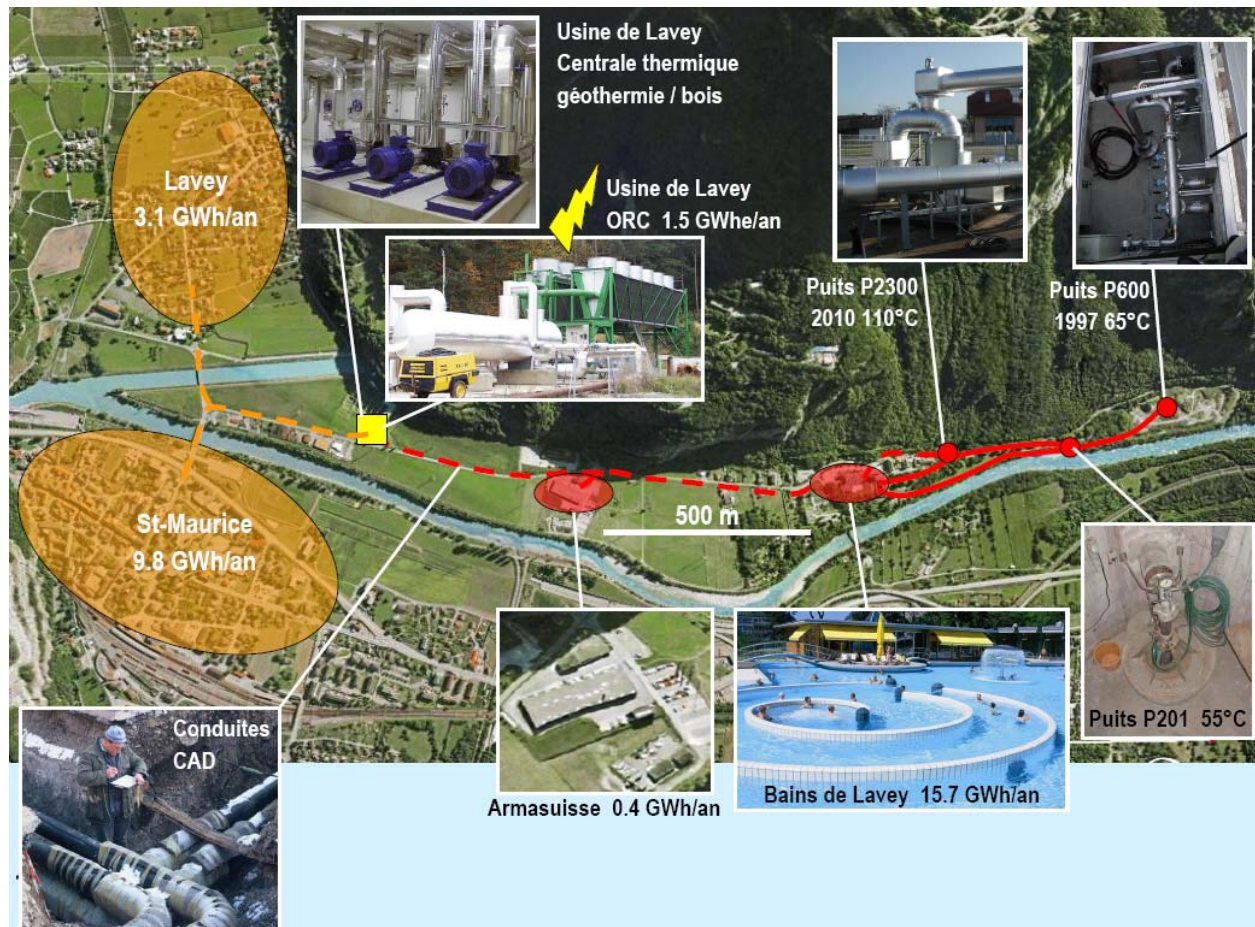 Usine de Lavey
Centrale thermique
géothermie / bois
Lavey
3.1 GWh/an
Usine de Lavey
ORC 1.5 GWhe/an
Puits P2300
2010 110°C
Puits P600
1997 65°C
500 m
St-Maurice
9.8 GWh/an
Conduites
CAD
Puits P201 55°C
Armasuisse 0.4 GWh/an
Bains de Lavey 15.7 GWh/an